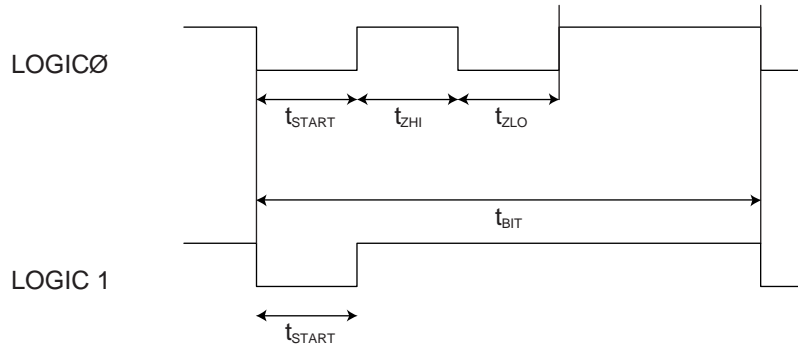 LOGICØ
tSTART tZHI tZLO
tBIT
LOGIC 1
tSTART